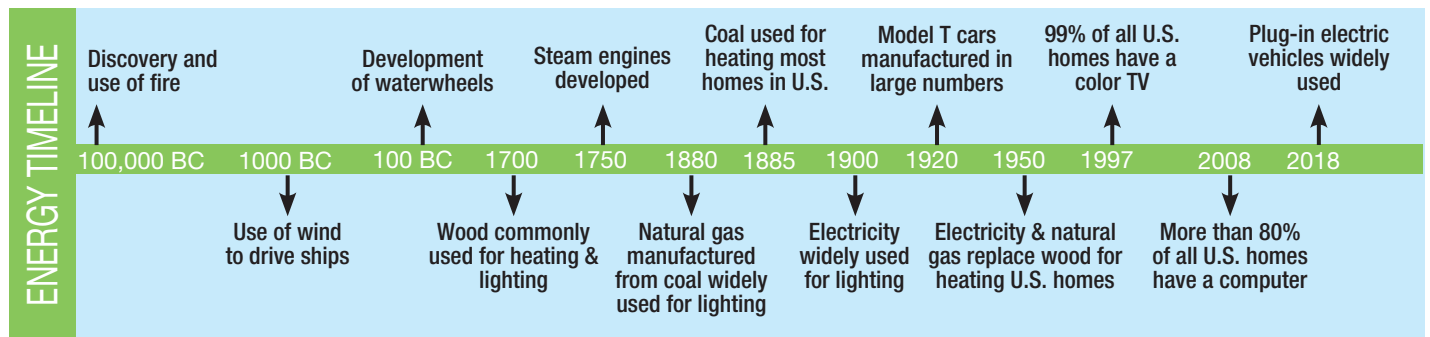 ENERGY TIMELINE
Discovery and
use of fire
Development
of waterwheels
Steam engines
developed
Coal used for
heating most
homes in U.S.
Model T cars
manufactured in
large numbers
99% of all U.S.
homes have a
color TV
Plug-in electric
vehicles widely
used
100,000 BC
1000 BC
100 BC
1700
1750
1880
1885
1900
1920
1950
1997
2008
2018
Use of wind
to drive ships
Wood commonly
used for heating &
lighting
Natural gas
manufactured
from coal widely
used for lighting
Electricity
widely used
for lighting
Electricity & natural
gas replace wood for
heating U.S. homes
More than 80%
of all U.S. homes
have a computer